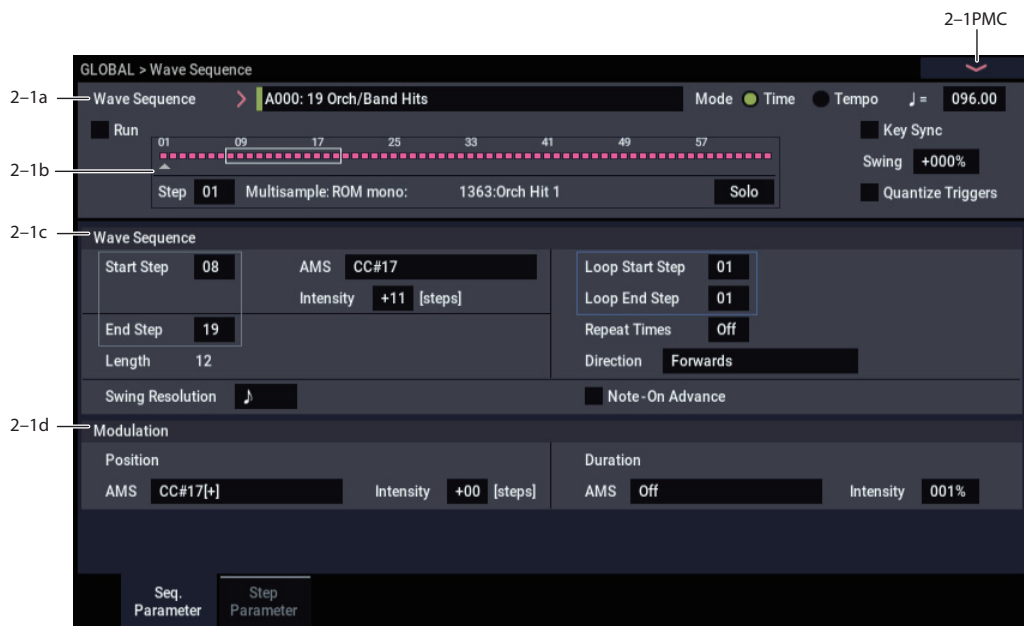 2–1PMC
GLOBAL > Wave Sequence
2–1a
Wave Sequence
A000: 19 Orch/Band Hits
Mode Time Tempo ♩= 096.00
Run
01 09 17 25 33 41 49 57
Key Sync
2–1b
Swing +000%
Step 01 Multisample: ROM mono: 1363:Orch Hit 1 Solo
Quantize Triggers
2–1c
Wave Sequence
Start Step 08 AMS CC#17 Loop Start Step 01
Intensity +11 [steps] Loop End Step 01
End Step 19 Repeat Times Off
Length 12 Direction Forwards
Swing Resolution ♪ Note-On Advance
2–1d
Modulation
Position Duration
AMS CC#17[+] Intensity +00 [steps] AMS Off Intensity 001%
Seq. Parameter
Step Parameter